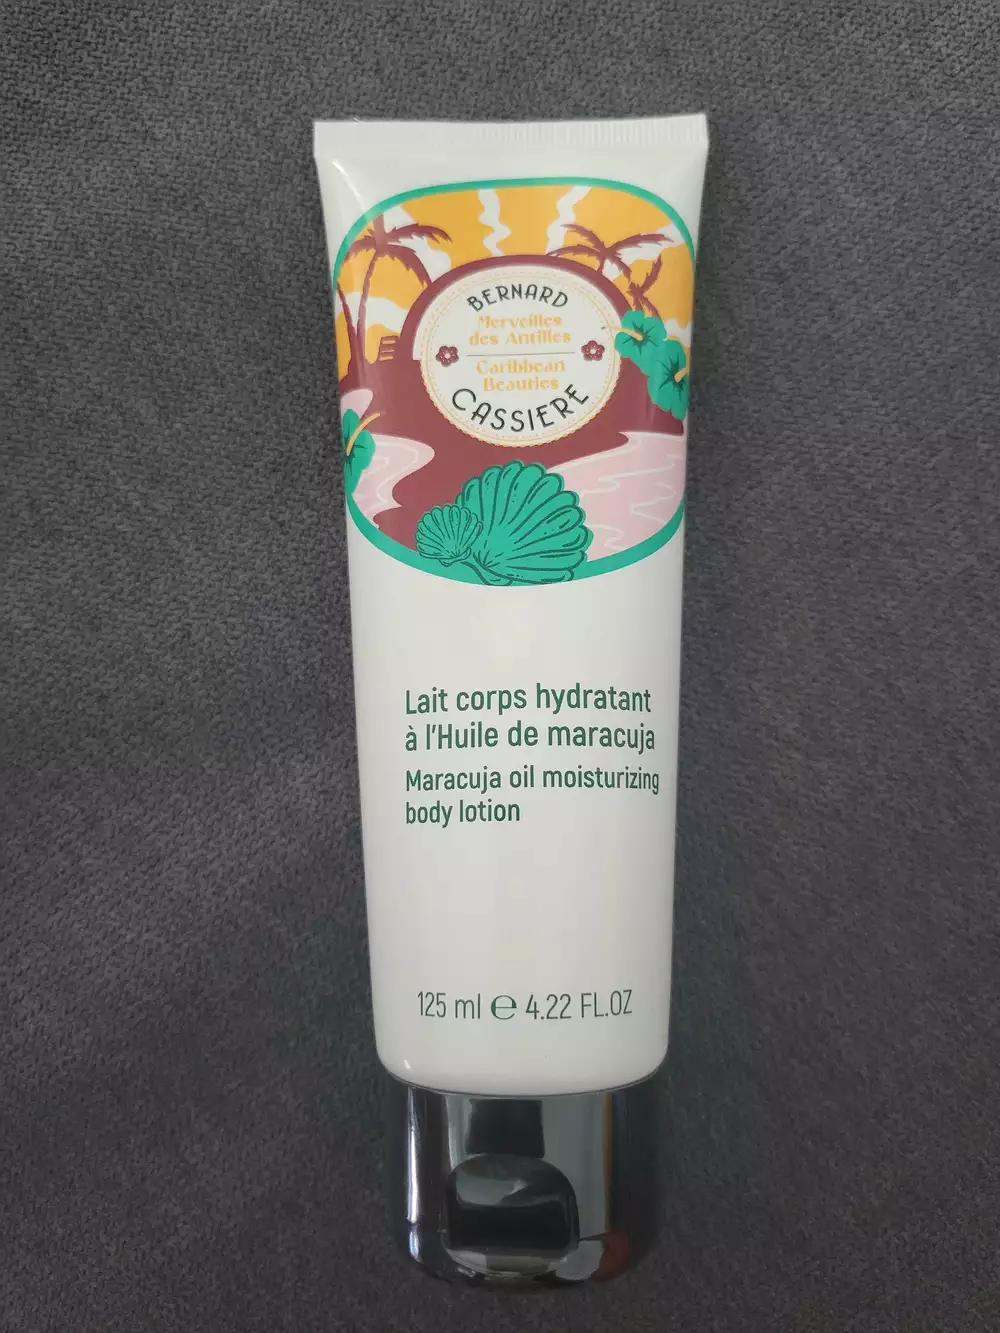 BERNARD
Merveilles
des Antilles
Caribbean
Beauties
CASSIERE
Lait corps hydratant
à l'Huile de maracuja
Maracuja oil moisturizing
body lotion
125 ml ℮ 4.22 FL.OZ